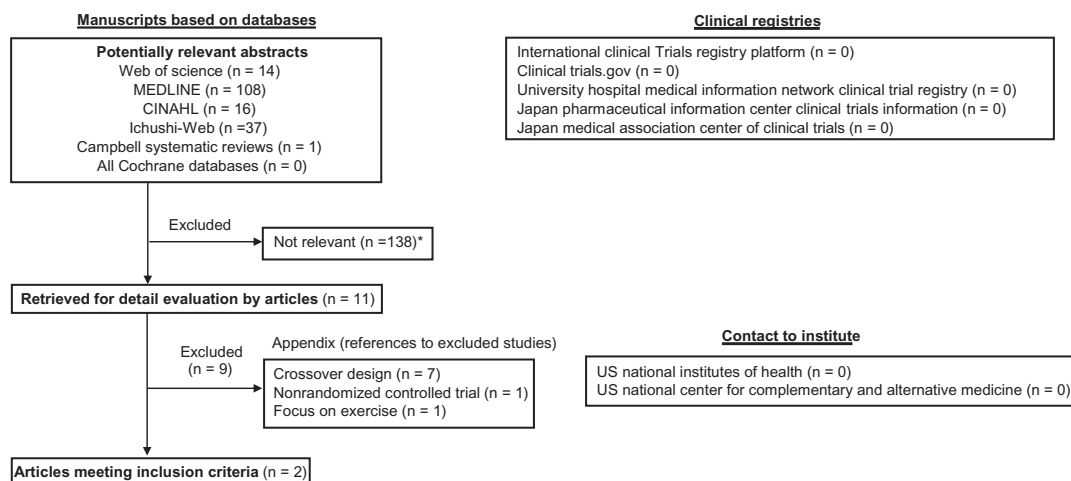 Manuscripts based on databases
Potentially relevant abstracts
Web of science (n = 14)
MEDLINE (n = 108)
CINAHL (n = 16)
Ichushi-Web (n =37)
Campbell systematic reviews (n = 1)
All Cochrane databases (n = 0)
Excluded
Not relevant (n =138)*
Retrieved for detail evaluation by articles (n = 11)
Excluded
(n = 9)
Appendix (references to excluded studies)
Crossover design (n = 7)
Nonrandomized controlled trial (n = 1)
Focus on exercise (n = 1)
Articles meeting inclusion criteria (n = 2)
Clinical registries
International clinical Trials registry platform (n = 0)
Clinical trials.gov (n = 0)
University hospital medical information network clinical trial registry (n = 0)
Japan pharmaceutical information center clinical trials information (n = 0)
Japan medical association center of clinical trials (n = 0)
Contact to institute
US national institutes of health (n = 0)
US national center for complementary and alternative medicine (n = 0)